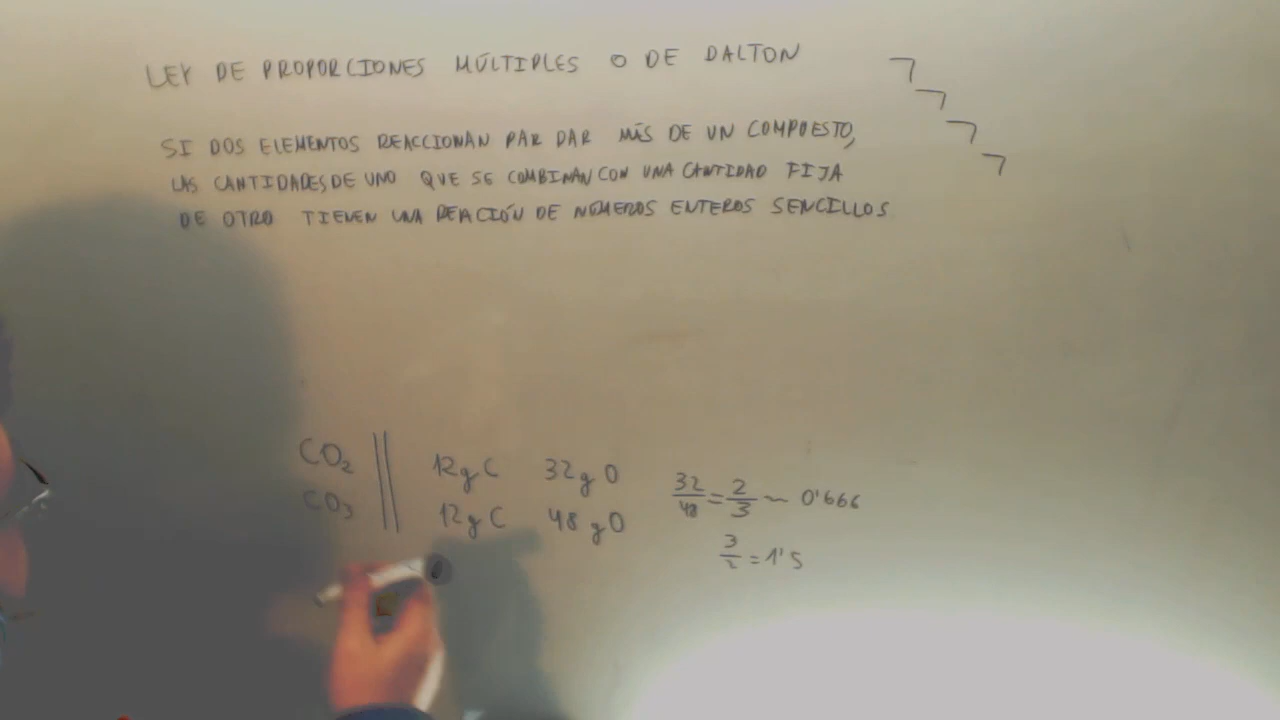 LEY DE PROPORCIONES MÚLTIPLES O DE DALTON
SI DOS ELEMENTOS REACCIONAN PAR DAR MÁS DE UN COMPUESTO,
LAS CANTIDADES DE UNO QUE SE COMBINAN CON UNA CANTIDAD FIJA
DE OTRO TIENEN UNA REACIÓN DE NÚMEROS ENTEROS SENCILLOS
CO2 || 12g C 32g O 32/48 = 2/3 ~ 0'666
CO3 || 12g C 48 g O 3/2 = 1'5